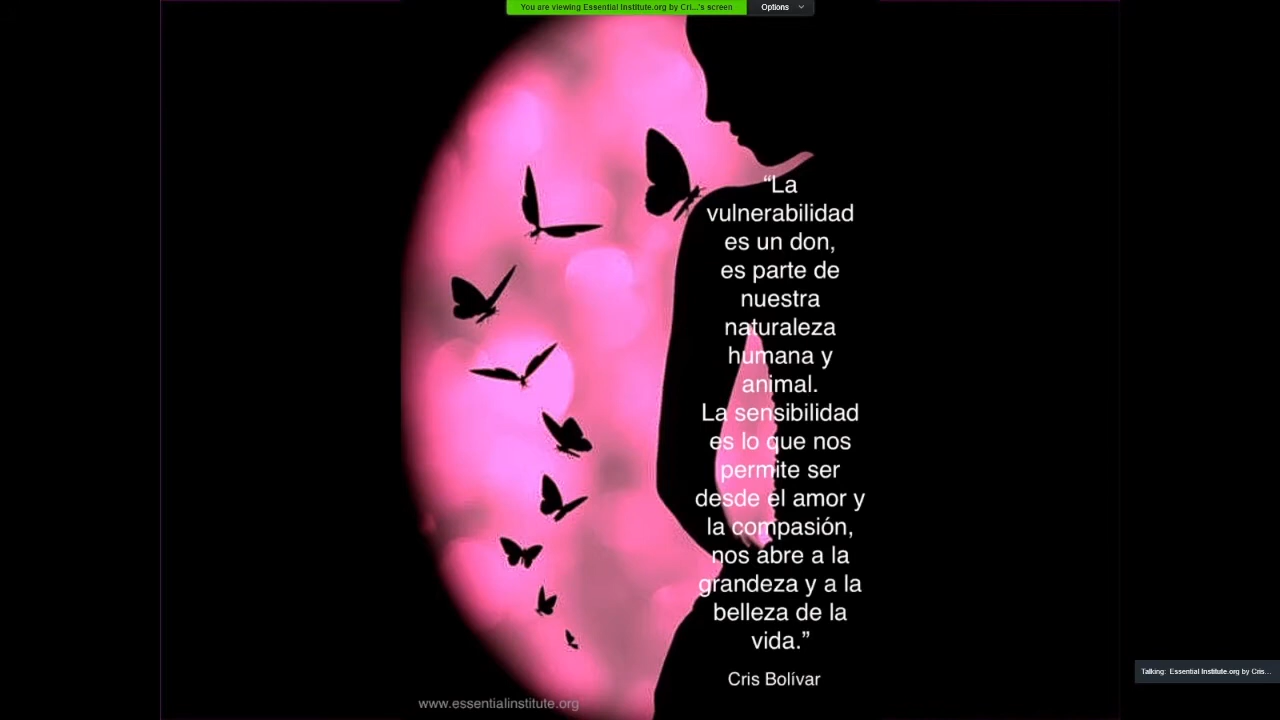 You are viewing Essential Institute.org by Cri...'s screen
Options
“La
vulnerabilidad
es un don,
es parte de
nuestra
naturaleza
humana y
animal.
La sensibilidad
es lo que nos
permite ser
desde el amor y
la compasión,
nos abre a la
grandeza y a la
belleza de la
vida.”
Cris Bolívar
Talking: Essential Institute.org by Cris...
www.essentialinstitute.org